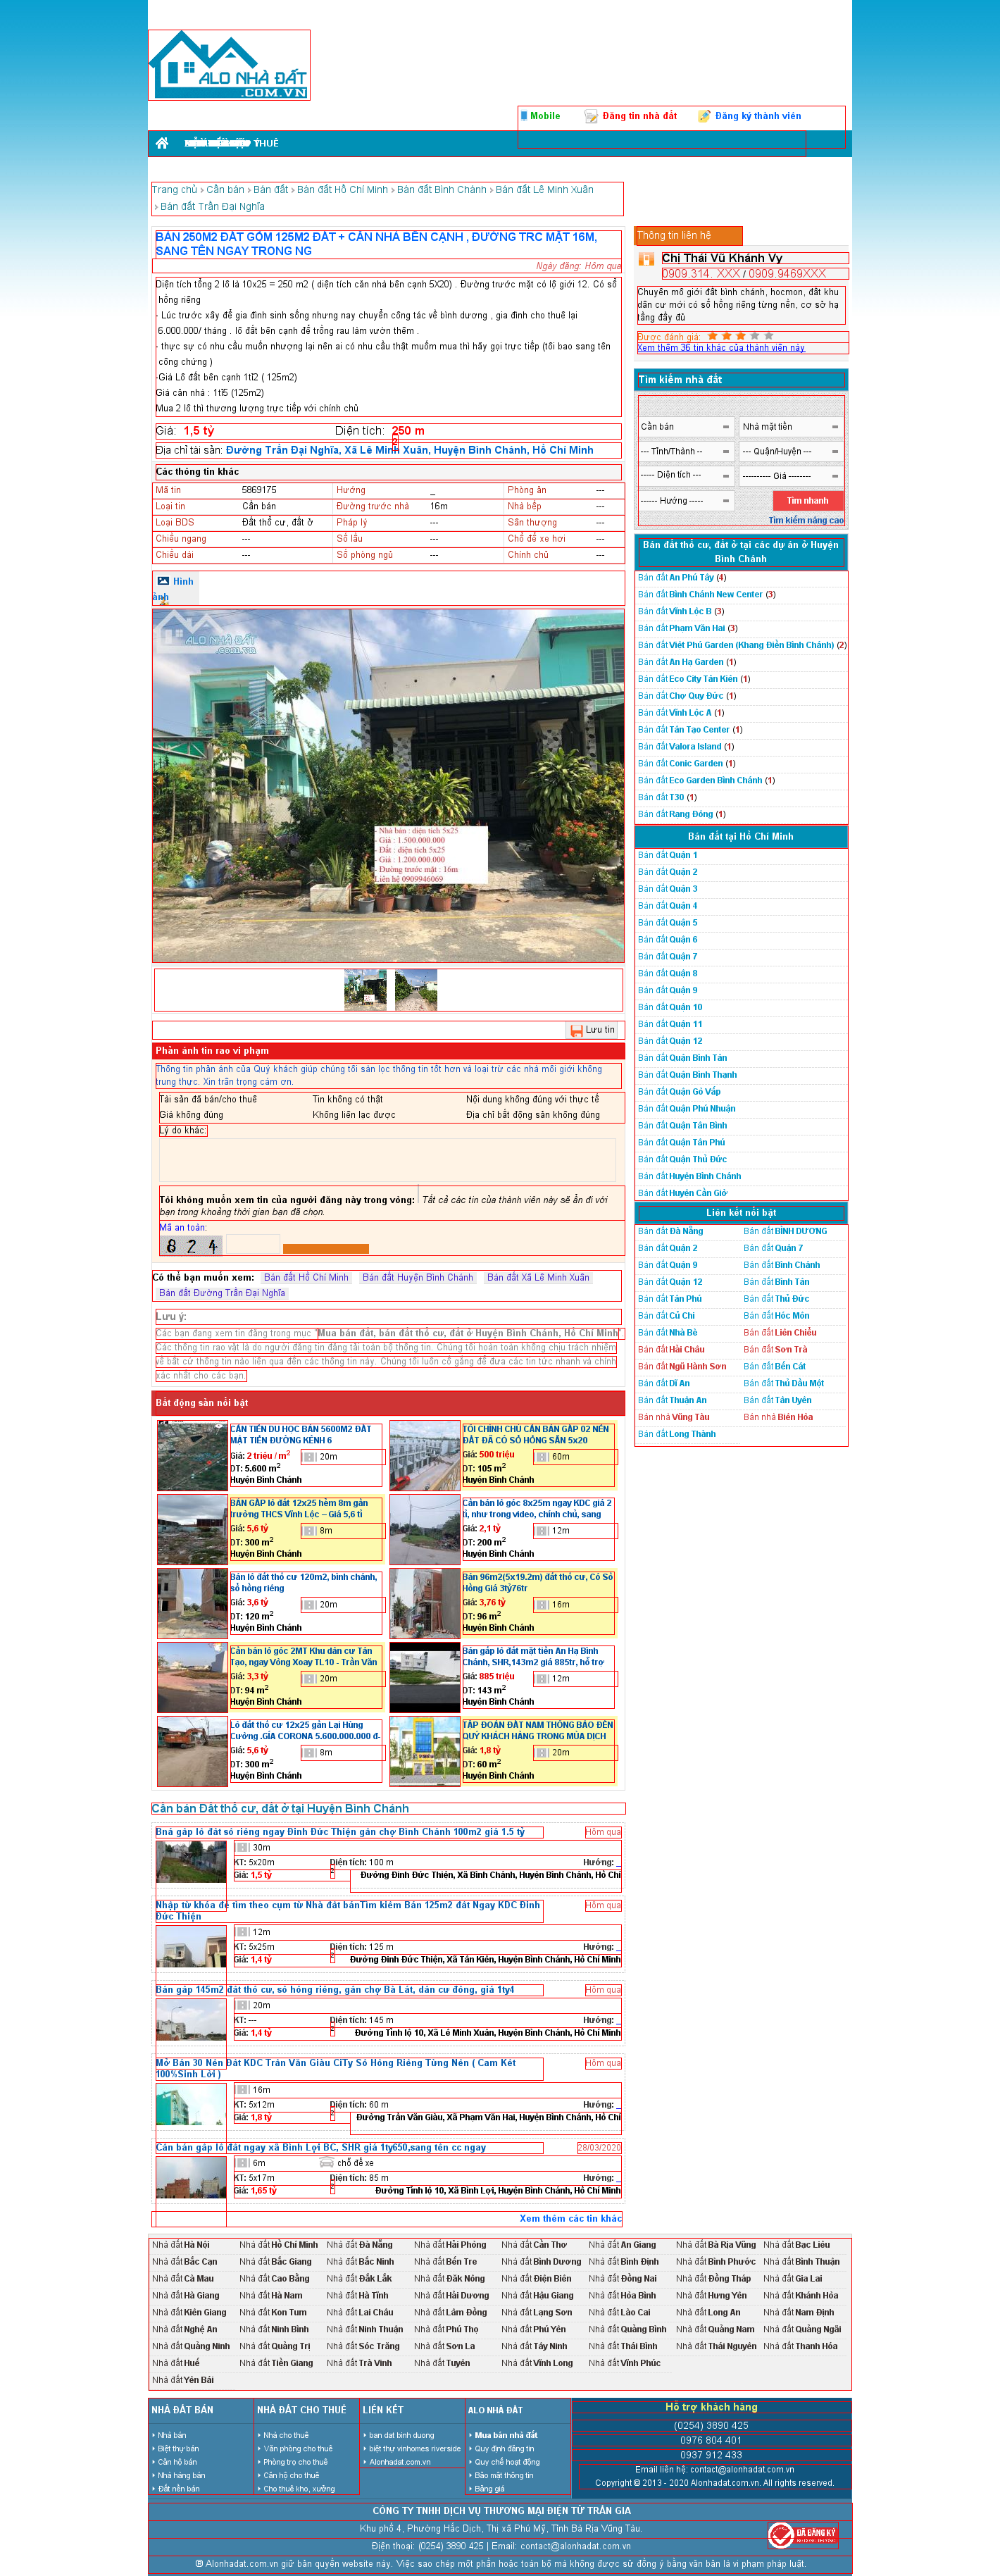 ALO NHÀ ĐẤT
.COM.VN
Mobile
Đăng tin nhà đất
Đăng ký thành viên
Trang chủ › Cần bán › Bán đất › Bán đất Hồ Chí Minh › Bán đất Bình Chánh › Bán đất Lê Minh Xuân
› Bán đất Trần Đại Nghĩa
BÁN 250M2 ĐẤT GỒM 125M2 ĐẤT + CĂN NHÀ BÊN CẠNH , ĐƯỜNG TRC MẶT 16M,
SANG TÊN NGAY TRONG NG
Ngày đăng: Hôm qua
Diện tích tổng 2 lô là 10x25 = 250 m2 ( diện tích căn nhà bên cạnh 5X20) . Đường trước mặt có lộ giới 12. Có sổ
hồng riêng
- Lúc trước xây để gia đình sinh sống nhưng nay chuyển công tác về bình dương , gia đình cho thuê lại
6.000.000/ tháng . lô đất bên cạnh để trồng rau làm vườn thêm .
- thực sự có nhu cầu muốn nhượng lại nên ai có nhu cầu thật muốn mua thì hãy gọi trực tiếp (tôi bao sang tên
công chứng )
-Giá Lô đất bên cạnh 1tỉ2 ( 125m2)
Giá căn nhà : 1tỉ5 (125m2)
Mua 2 lô thì thương lượng trực tiếp với chính chủ
Giá: 1,5 tỷ Diện tích: 250 m
Địa chỉ tài sản: Đường Trần Đại Nghĩa, Xã Lê Minh Xuân, Huyện Bình Chánh, Hồ Chí Minh
Các thông tin khác
Mã tin 5869175 Hướng _ Phòng ăn ---
Loại tin Cần bán Đường trước nhà 16m Nhà bếp ---
Loại BDS Đất thổ cư, đất ở Pháp lý --- Sân thượng ---
Chiều ngang --- Số lầu --- Chổ để xe hơi ---
Chiều dài --- Số phòng ngủ --- Chính chủ ---
Hình
ảnh
ALO NHÀ ĐẤT
.com.vn
- Nhà bán : diện tích 5x25
- Giá : 1.500.000.000
- Đất : diện tích 5x25
- Giá : 1.200.000.000
- Đường trước mặt : 16m
Liên hệ 0909946069
Lưu tin
Phản ánh tin rao vi phạm
Thông tin phản ánh của Quý khách giúp chúng tôi sàn lọc thông tin tốt hơn và loại trừ các nhà môi giới không
trung thực. Xin trân trọng cám ơn.
Tài sản đã bán/cho thuê Tin không có thật Nội dung không đúng với thực tế
Giá không đúng Không liên lạc được Địa chỉ bất động sản không đúng
Lý do khác:
Tôi không muốn xem tin của người đăng này trong vòng: Tất cả các tin của thành viên này sẽ ẩn đi với
bạn trong khoảng thời gian bạn đã chọn.
Mã an toàn:
8 2 4
Có thể bạn muốn xem: Bán đất Hồ Chí Minh Bán đất Huyện Bình Chánh Bán đất Xã Lê Minh Xuân
Bán đất Đường Trần Đại Nghĩa
Lưu ý:
Các bạn đang xem tin đăng trong mục "Mua bán đất, bán đất thổ cư, đất ở Huyện Bình Chánh, Hồ Chí Minh"
Các thông tin rao vặt là do người đăng tin đăng tải toàn bộ thông tin. Chúng tôi hoàn toàn không chịu trách nhiệm
về bất cứ thông tin nào liên qua đến các thông tin này. Chúng tôi luôn cố gắng để đưa các tin tức nhanh và chính
xác nhất cho các bạn.
Bất động sản nổi bật
CẦN TIỀN DU HỌC BÁN 5600M2 ĐẤT
MẶT TIỀN ĐƯỜNG KÊNH 6
Giá: 2 triệu / m2 20m
DT: 5.600 m2
Huyện Bình Chánh
TÔI CHÍNH CHỦ CẦN BÁN GẤP 02 NỀN
ĐẤT ĐÃ CÓ SỔ HỒNG SẴN 5x20
Giá: 500 triệu 60m
DT: 105 m2
Huyện Bình Chánh
BÁN GẤP lô đất 12x25 hẻm 8m gần
trường THCS Vĩnh Lộc – Giá 5,6 tỉ
Giá: 5,6 tỷ 8m
DT: 300 m2
Huyện Bình Chánh
Cần bán lô góc 8x25m ngay KDC giá 2
tỉ, như trong video, chính chủ, sang
Giá: 2,1 tỷ 12m
DT: 200 m2
Huyện Bình Chánh
Bán lô đất thổ cư 120m2, bình chánh,
sổ hồng riêng
Giá: 3,6 tỷ 20m
DT: 120 m2
Huyện Bình Chánh
Bán 96m2(5x19.2m) đất thổ cư, Có Sổ
Hồng Giá 3tỷ76tr
Giá: 3,76 tỷ 16m
DT: 96 m2
Huyện Bình Chánh
Cần bán lô góc 2MT Khu dân cư Tân
Tạo, ngay Vòng Xoay TL10 - Trần Văn
Giá: 3,3 tỷ 20m
DT: 94 m2
Huyện Bình Chánh
Bán gấp lô đất mặt tiền An Hạ Bình
Chánh, SHR,143m2 giá 885tr, hổ trợ
Giá: 885 triệu 12m
DT: 143 m2
Huyện Bình Chánh
Lô đất thổ cư 12x25 gần Lại Hùng
Cường .GÍA CORONA 5.600.000.000 đ-
Giá: 5,6 tỷ 8m
DT: 300 m2
Huyện Bình Chánh
TẬP ĐOÀN ĐẤT NAM THÔNG BÁO ĐẾN
QUÝ KHÁCH HÀNG TRONG MÙA DỊCH
Giá: 1,8 tỷ 20m
DT: 60 m2
Huyện Bình Chánh
Cần bán Đất thổ cư, đất ở tại Huyện Bình Chánh
Bná gấp lô đất sổ riêng ngay Đinh Đức Thiện gần chợ Bình Chánh 100m2 giá 1.5 tỷ Hôm qua
30m
KT: 5x20m Diện tích: 100 m Hướng: _
Giá: 1,5 tỷ Đường Đinh Đức Thiện, Xã Bình Chánh, Huyện Bình Chánh, Hồ Chí
Nhập từ khóa để tìm theo cụm từ Nhà đất bánTìm kiếm Bán 125m2 đất Ngay KDC Đinh
Đức Thiện
Hôm qua
12m
KT: 5x25m Diện tích: 125 m Hướng: _
Giá: 1,4 tỷ Đường Đinh Đức Thiện, Xã Tân Kiên, Huyện Bình Chánh, Hồ Chí Minh
Bán gấp 145m2 đất thổ cư, sổ hồng riêng, gần chợ Bà Lát, dân cư đông, giá 1ty4 Hôm qua
20m
KT: --- Diện tích: 145 m Hướng: _
Giá: 1,4 tỷ Đường Tỉnh lộ 10, Xã Lê Minh Xuân, Huyện Bình Chánh, Hồ Chí Minh
Mở Bán 30 Nền Đất KDC Trần Văn Giàu CiTy Sổ Hồng Riêng Từng Nền ( Cam Kết
100%Sinh Lời )
Hôm qua
16m
KT: 5x12m Diện tích: 60 m Hướng: _
Giá: 1,8 tỷ Đường Trần Văn Giàu, Xã Phạm Văn Hai, Huyện Bình Chánh, Hồ Chí
Cần bán gấp lô đất ngay xã Bình Lợi BC, SHR giá 1ty650,sang tên cc ngay 28/03/2020
6m chổ để xe
KT: 5x17m Diện tích: 85 m Hướng: _
Giá: 1,65 tỷ Đường Tỉnh lộ 10, Xã Bình Lợi, Huyện Bình Chánh, Hồ Chí Minh
Xem thêm các tin khác
Thông tin liên hệ
Chị Thái Vũ Khánh Vy
0909.314. XXX / 0909.9469XXX
Chuyên mô giới đất bình chánh, hocmon, đất khu
dân cư mới có sổ hồng riêng từng nền, cơ sở hạ
tầng đầy đủ
Được đánh giá:
Xem thêm 36 tin khác của thành viên này
Tìm kiếm nhà đất
Cần bán Nhà mặt tiền
--- Tỉnh/Thành -- --- Quận/Huyện ---
----- Diện tích --- ---------- Giá --------
------ Hướng ----- Tìm nhanh
Tìm kiếm nâng cao
Bán đất thổ cư, đất ở tại các dự án ở Huyện
Bình Chánh
Bán đất An Phú Tây (4)
Bán đất Bình Chánh New Center (3)
Bán đất Vĩnh Lộc B (3)
Bán đất Phạm Văn Hai (3)
Bán đất Việt Phú Garden (Khang Điền Bình Chánh) (2)
Bán đất An Hạ Garden (1)
Bán đất Eco City Tân Kiên (1)
Bán đất Chợ Quy Đức (1)
Bán đất Vĩnh Lộc A (1)
Bán đất Tân Tạo Center (1)
Bán đất Valora Island (1)
Bán đất Conic Garden (1)
Bán đất Eco Garden Bình Chánh (1)
Bán đất T30 (1)
Bán đất Rạng Đông (1)
Bán đất tại Hồ Chí Minh
Bán đất Quận 1
Bán đất Quận 2
Bán đất Quận 3
Bán đất Quận 4
Bán đất Quận 5
Bán đất Quận 6
Bán đất Quận 7
Bán đất Quận 8
Bán đất Quận 9
Bán đất Quận 10
Bán đất Quận 11
Bán đất Quận 12
Bán đất Quận Bình Tân
Bán đất Quận Bình Thạnh
Bán đất Quận Gò Vấp
Bán đất Quận Phú Nhuận
Bán đất Quận Tân Bình
Bán đất Quận Tân Phú
Bán đất Quận Thủ Đức
Bán đất Huyện Bình Chánh
Bán đất Huyện Cần Giờ
Liên kết nổi bật
Bán đất Đà Nẵng Bán đất BÌNH DƯƠNG
Bán đất Quận 2 Bán đất Quận 7
Bán đất Quận 9 Bán đất Bình Chánh
Bán đất Quận 12 Bán đất Bình Tân
Bán đất Tân Phú Bán đất Thủ Đức
Bán đất Củ Chi Bán đất Hóc Môn
Bán đất Nhà Bè Bán đất Liên Chiểu
Bán đất Hải Châu Bán đất Sơn Trà
Bán đất Ngũ Hành Sơn Bán đất Bến Cát
Bán đất Dĩ An Bán đất Thủ Dầu Một
Bán đất Thuận An Bán đất Tân Uyên
Bán nhà Vũng Tàu Bán nhà Biên Hòa
Bán đất Long Thành
Nhà đất Hà Nội Nhà đất Hồ Chí Minh Nhà đất Đà Nẵng Nhà đất Hải Phòng Nhà đất Cần Thơ Nhà đất An Giang Nhà đất Bà Rịa Vũng Nhà đất Bạc Liêu
Nhà đất Bắc Cạn Nhà đất Bắc Giang Nhà đất Bắc Ninh Nhà đất Bến Tre Nhà đất Bình Dương Nhà đất Bình Định Nhà đất Bình Phước Nhà đất Bình Thuận
Nhà đất Cà Mau Nhà đất Cao Bằng Nhà đất Đắk Lắk Nhà đất Đăk Nông Nhà đất Điện Biên Nhà đất Đồng Nai Nhà đất Đồng Tháp Nhà đất Gia Lai
Nhà đất Hà Giang Nhà đất Hà Nam Nhà đất Hà Tĩnh Nhà đất Hải Dương Nhà đất Hậu Giang Nhà đất Hòa Bình Nhà đất Hưng Yên Nhà đất Khánh Hòa
Nhà đất Kiên Giang Nhà đất Kon Tum Nhà đất Lai Châu Nhà đất Lâm Đồng Nhà đất Lạng Sơn Nhà đất Lào Cai Nhà đất Long An Nhà đất Nam Định
Nhà đất Nghệ An Nhà đất Ninh Bình Nhà đất Ninh Thuận Nhà đất Phú Thọ Nhà đất Phú Yên Nhà đất Quảng Bình Nhà đất Quảng Nam Nhà đất Quảng Ngãi
Nhà đất Quảng Ninh Nhà đất Quảng Trị Nhà đất Sóc Trăng Nhà đất Sơn La Nhà đất Tây Ninh Nhà đất Thái Bình Nhà đất Thái Nguyên Nhà đất Thanh Hóa
Nhà đất Huế Nhà đất Tiền Giang Nhà đất Trà Vinh Nhà đất Tuyên Nhà đất Vĩnh Long Nhà đất Vĩnh Phúc
Nhà đất Yên Bái
NHÀ ĐẤT BÁN
Nhà bán
Biệt thự bán
Căn hộ bán
Nhà hàng bán
Đất nền bán
NHÀ ĐẤT CHO THUÊ
Nhà cho thuê
Văn phòng cho thuê
Phòng trọ cho thuê
Căn hộ cho thuê
Cho thuê kho, xưởng
LIÊN KẾT
ban dat binh duong
biệt thự vinhomes riverside
Alonhadat.com.vn
ALO NHÀ ĐẤT
Mua bán nhà đất
Quy định đăng tin
Quy chế hoạt động
Bảo mật thông tin
Bảng giá
Hỗ trợ khách hàng
(0254) 3890 425
0976 804 401
0937 912 433
Email liên hệ: contact@alonhadat.com.vn
Copyright © 2013 - 2020 Alonhadat.com.vn. All rights reserved.
CÔNG TY TNHH DỊCH VỤ THƯƠNG MẠI ĐIỆN TỬ TRẦN GIA
Khu phố 4, Phường Hắc Dịch, Thị xã Phú Mỹ, Tỉnh Bà Rịa Vũng Tàu.
Điện thoại: (0254) 3890 425 | Email: contact@alonhadat.com.vn
ĐÃ ĐĂNG KÝ
® Alonhadat.com.vn giữ bản quyền website này. Việc sao chép một phần hoặc toàn bộ mà không được sử đồng ý bằng văn bản là vi phạm pháp luật.